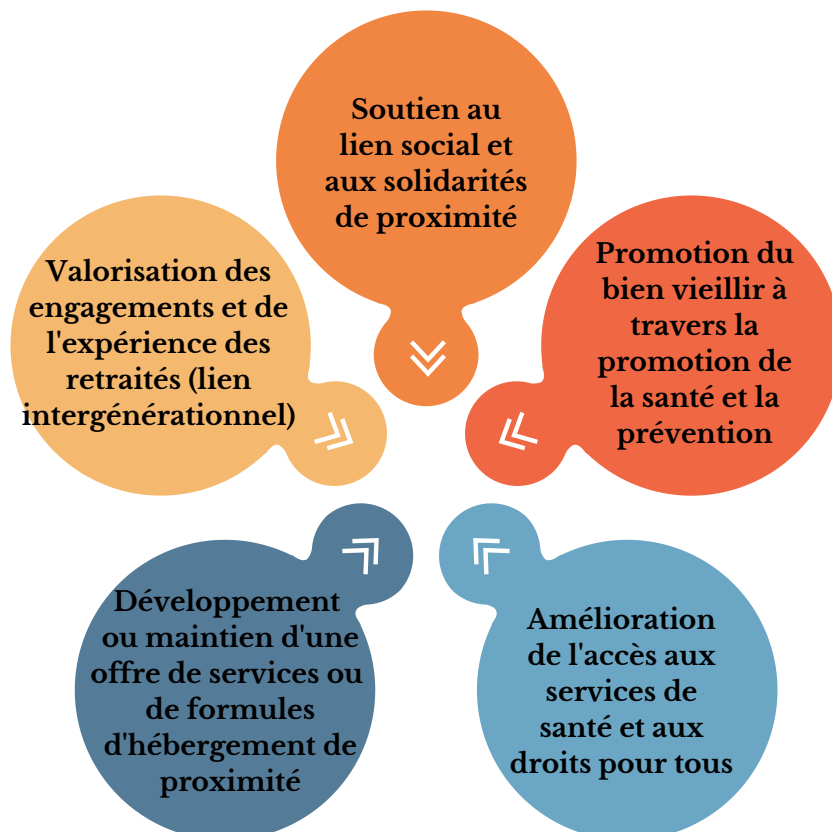 Soutien au
lien social et
aux solidarités
de proximité
Valorisation des
engagements et de
l'expérience des
retraités (lien
intergénérationnel)
Promotion du
bien vieillir à
travers la
promotion de
la santé et la
prévention
Développement
ou maintien d'une
offre de services ou
de formules
d'hébergement de
proximité
Amélioration
de l'accès aux
services de
santé et aux
droits pour tous